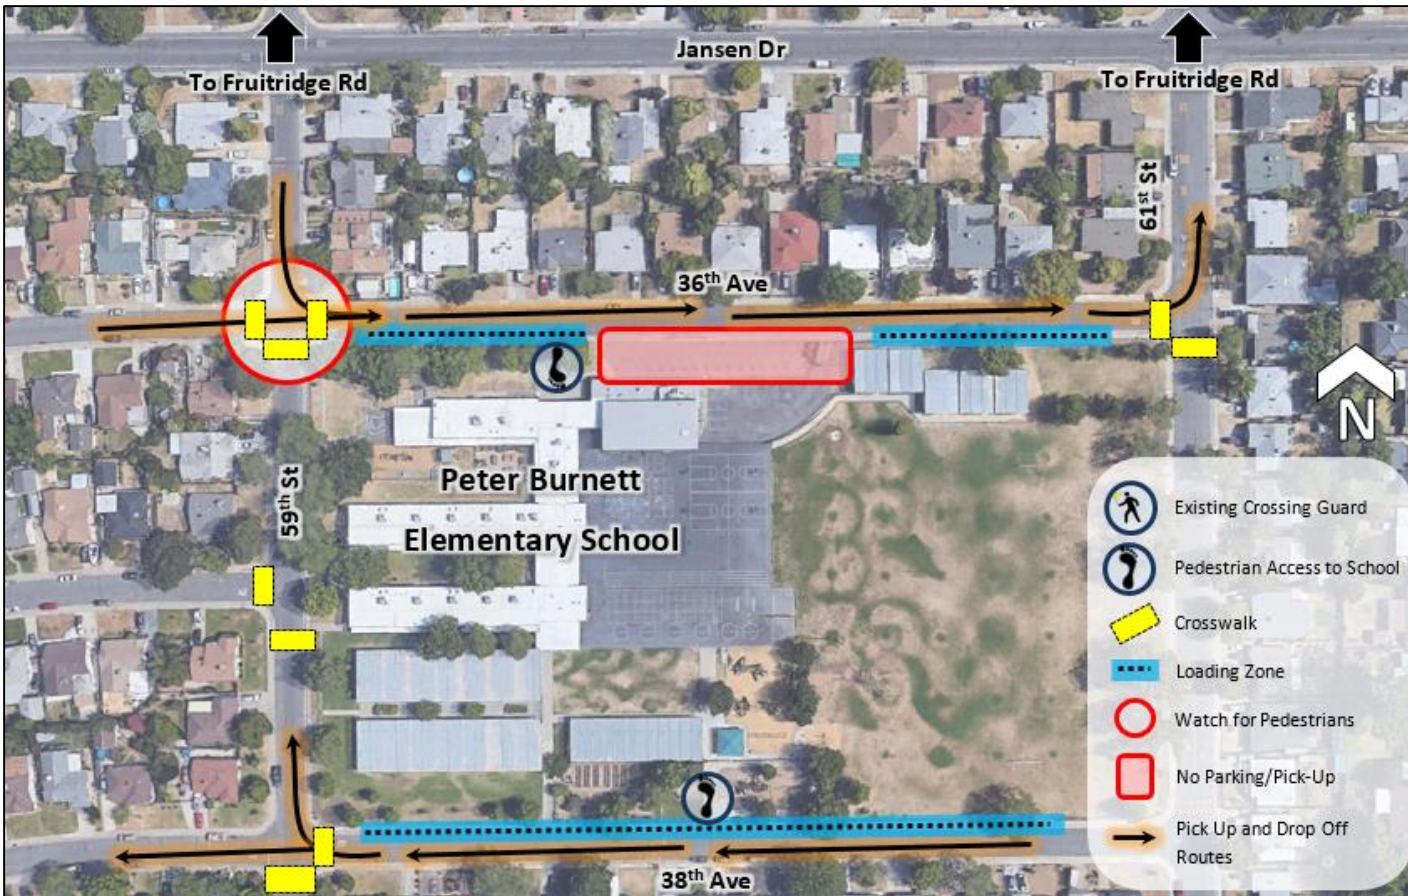 Jansen Dr
To Fruitridge Rd
To Fruitridge Rd
61st St
36th Ave
N
Peter Burnett
Elementary School
59th St
Existing Crossing Guard
Pedestrian Access to School
Crosswalk
Loading Zone
Watch for Pedestrians
No Parking/Pick-Up
Pick Up and Drop Off
Routes
38th Ave